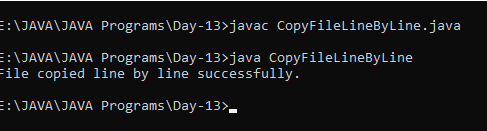 E:\JAVA\JAVA Programs\Day-13>javac CopyFileLineByLine.java
E:\JAVA\JAVA Programs\Day-13>java CopyFileLineByLine
File copied line by line successfully.
E:\JAVA\JAVA Programs\Day-13>